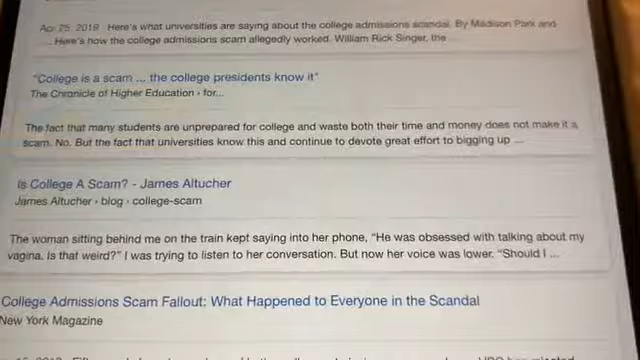 Apr 25, 2019 Here's what universities are saying about the college admissions scandal. By Madison Park and
... Here's how the college admissions scam allegedly worked. William Rick Singer, the ...
"College is a scam ... the college presidents know it"
The Chronicle of Higher Education › for...
The fact that many students are unprepared for college and waste both their time and money does not make it a
scam. No. But the fact that universities know this and continue to devote great effort to bigging up ...
Is College A Scam? - James Altucher
James Altucher › blog › college-scam
The woman sitting behind me on the train kept saying into her phone, "He was obsessed with talking about my
vagina. Is that weird?" I was trying to listen to her conversation. But now her voice was lower. "Should I ...
College Admissions Scam Fallout: What Happened to Everyone in the Scandal
New York Magazine